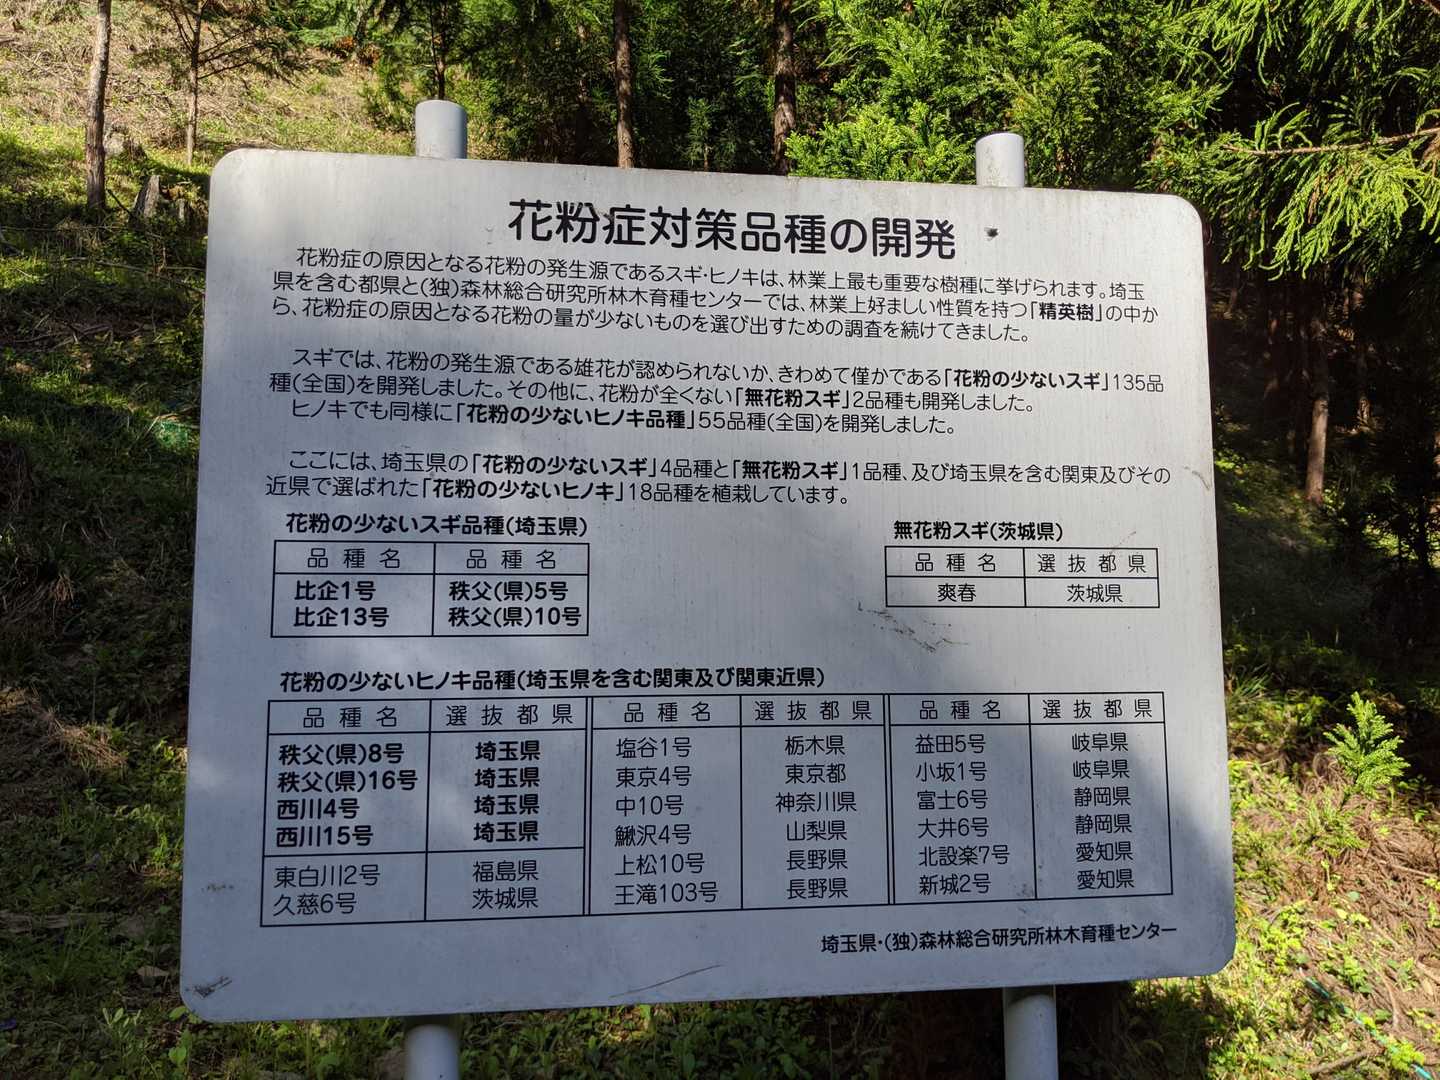 花粉症対策品種の開発
花粉症の原因となる花粉の発生源であるスギ・ヒノキは、林業上最も重要な樹種に挙げられます。埼玉
県を含む都県と(独)森林総合研究所林木育種センターでは、林業上好ましい性質を持つ「精英樹」の中か
ら、花粉症の原因となる花粉の量が少ないものを選び出すための調査を続けてきました。
スギでは、花粉の発生源である雄花が認められないか、きわめて僅かである「花粉の少ないスギ」135品
種(全国)を開発しました。その他に、花粉が全くない「無花粉スギ」2品種も開発しました。
ヒノキでも同様に「花粉の少ないヒノキ品種」55品種(全国)を開発しました。
ここには、埼玉県の「花粉の少ないスギ」4品種と「無花粉スギ」1品種、及び埼玉県を含む関東及びその
近県で選ばれた「花粉の少ないヒノキ」18品種を植栽しています。
花粉の少ないスギ品種(埼玉県)
品種名 品種名
比企1号 秩父(県)5号
比企13号 秩父(県)10号
無花粉スギ(茨城県)
品種名 選抜都県
爽春 茨城県
花粉の少ないヒノキ品種(埼玉県を含む関東及び関東近県)
品種名 選抜都県 品種名 選抜都県 品種名 選抜都県
秩父(県)8号 埼玉県 塩谷1号 栃木県 益田5号 岐阜県
秩父(県)16号 埼玉県 東京4号 東京都 小坂1号 岐阜県
西川4号 埼玉県 中10号 神奈川県 富士6号 静岡県
西川15号 埼玉県 鰍沢4号 山梨県 大井6号 静岡県
東白川2号 福島県 上松10号 長野県 北設楽7号 愛知県
久慈6号 茨城県 王滝103号 長野県 新城2号 愛知県
埼玉県・(独)森林総合研究所林木育種センター